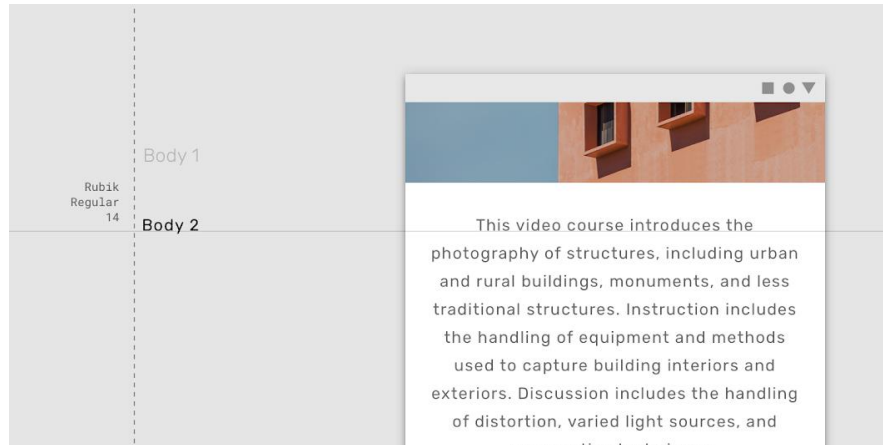 Body 1
Rubik
Regular
14
Body 2
This video course introduces the
photography of structures, including urban
and rural buildings, monuments, and less
traditional structures. Instruction includes
the handling of equipment and methods
used to capture building interiors and
exteriors. Discussion includes the handling
of distortion, varied light sources, and